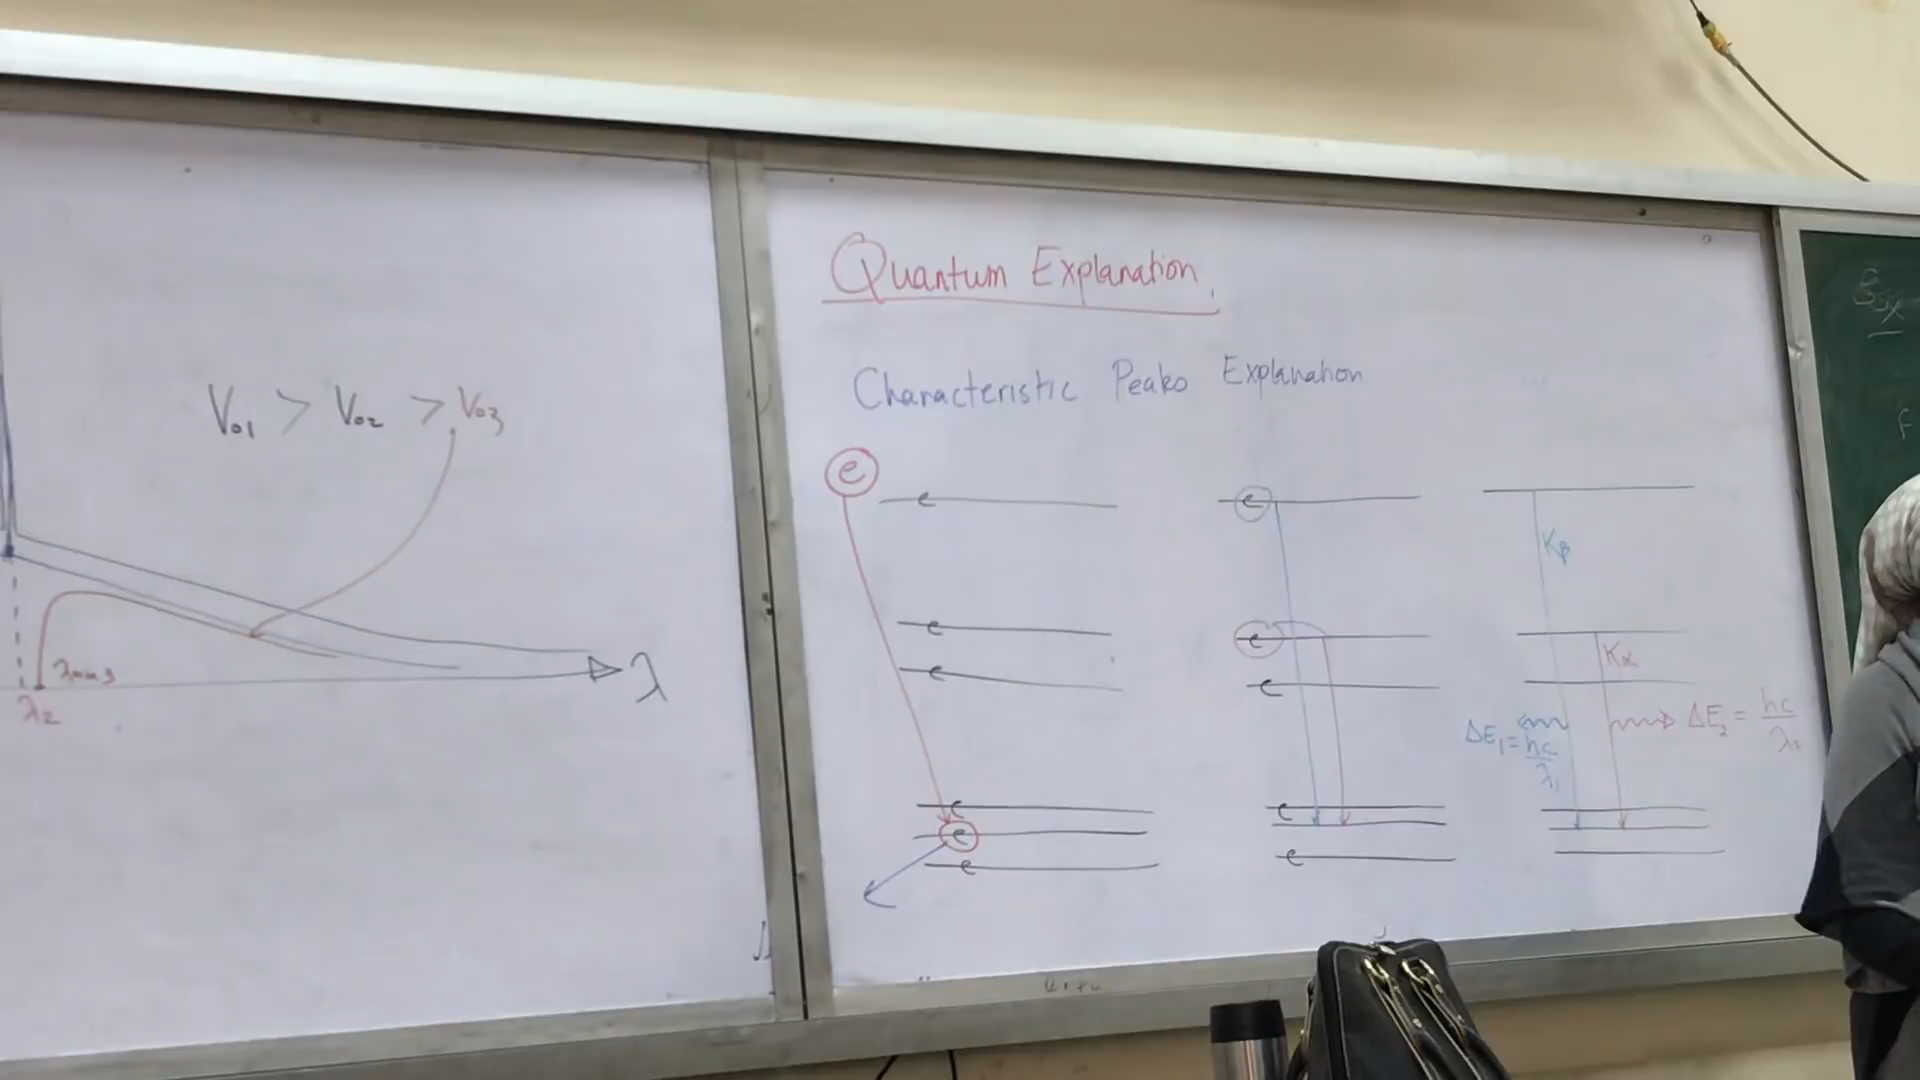 V₀₁ > V₀₂ > V₀₃
λmin3
λ₂
λ
Quantum Explanation
Characteristic Peaks Explanation
e
e e
e e
e e
Kβ
Kα
ΔE₁ = hc/λ₁
ΔE₂ = hc/λ₂
e e
e
e e